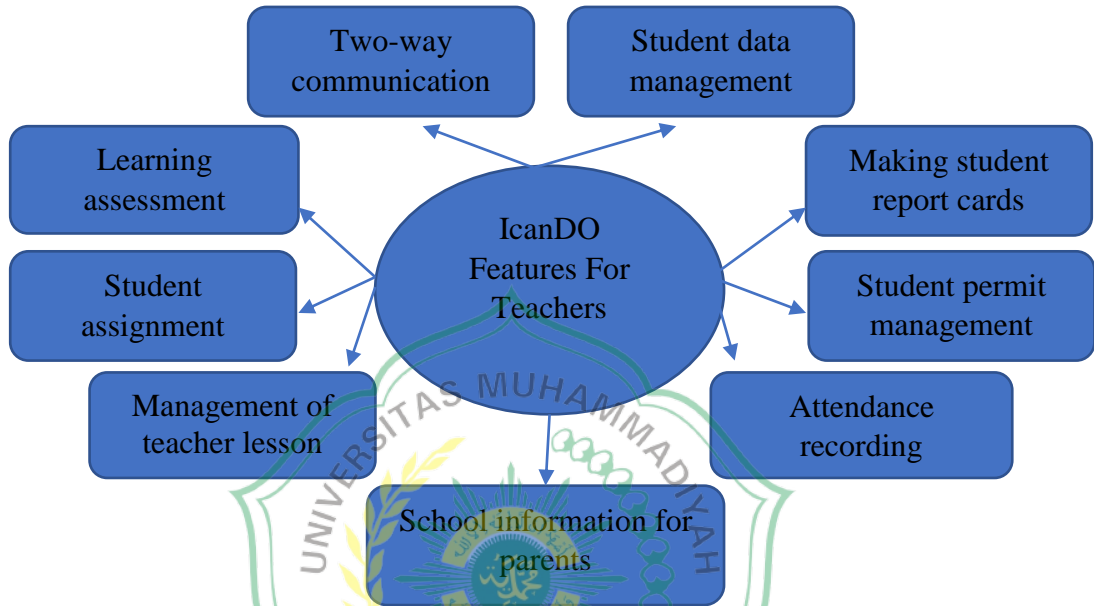 Two-way
communication
Student data
management
Learning
assessment
Making student
report cards
IcanDO
Features For
Teachers
Student
assignment
Student permit
management
Management of
teacher lesson
Attendance
recording
School information for
parents
UNIVERSITAS MUHAMMADIYAH